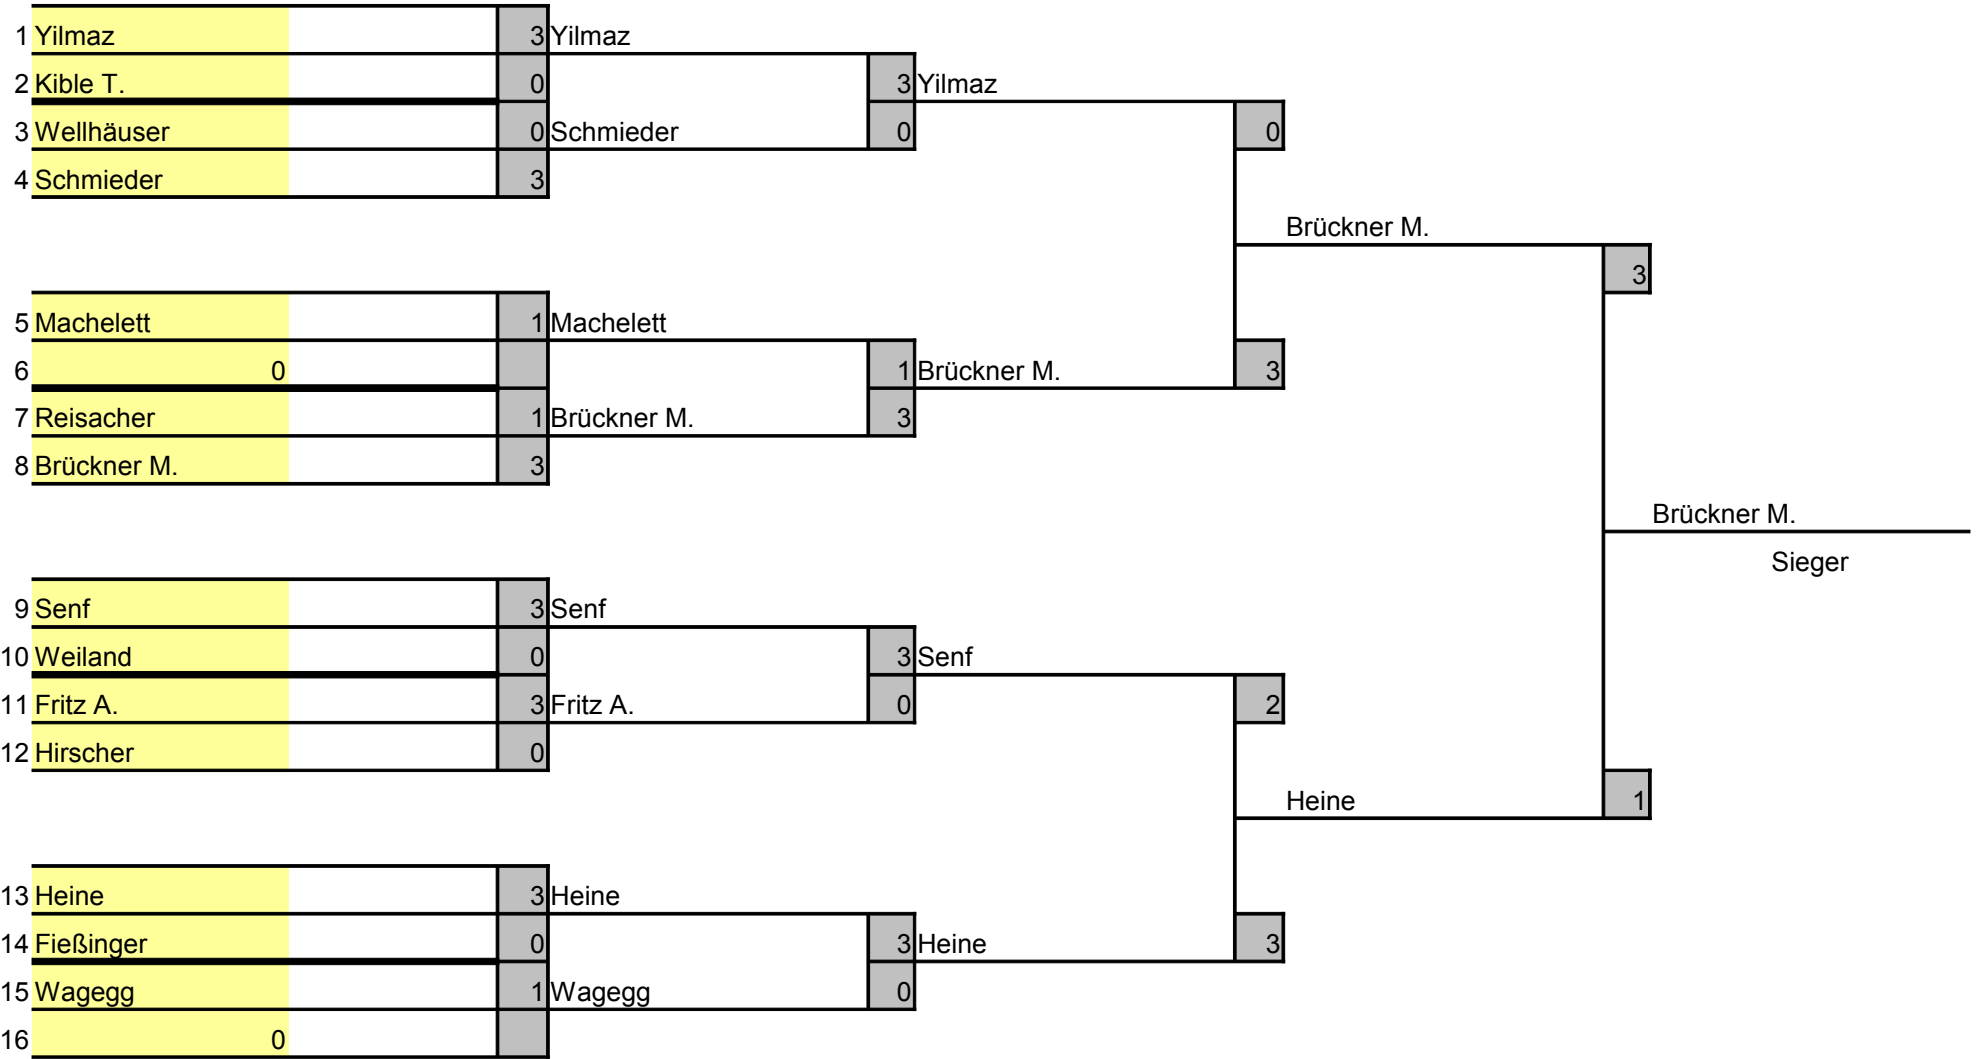 1 Yilmaz 3 Yilmaz
2 Kible T. 0 3 Yilmaz
3 Wellhäuser 0 Schmieder 0 0
4 Schmieder 3
Brückner M.
3
5 Machelett 1 Machelett
6 0 1 Brückner M. 3
7 Reisacher 1 Brückner M. 3
8 Brückner M. 3
Brückner M.
Sieger
9 Senf 3 Senf
10 Weiland 0 3 Senf
11 Fritz A. 3 Fritz A. 0 2
12 Hirscher 0
Heine 1
13 Heine 3 Heine
14 Fießinger 0 3 Heine 3
15 Wagegg 1 Wagegg 0
16 0